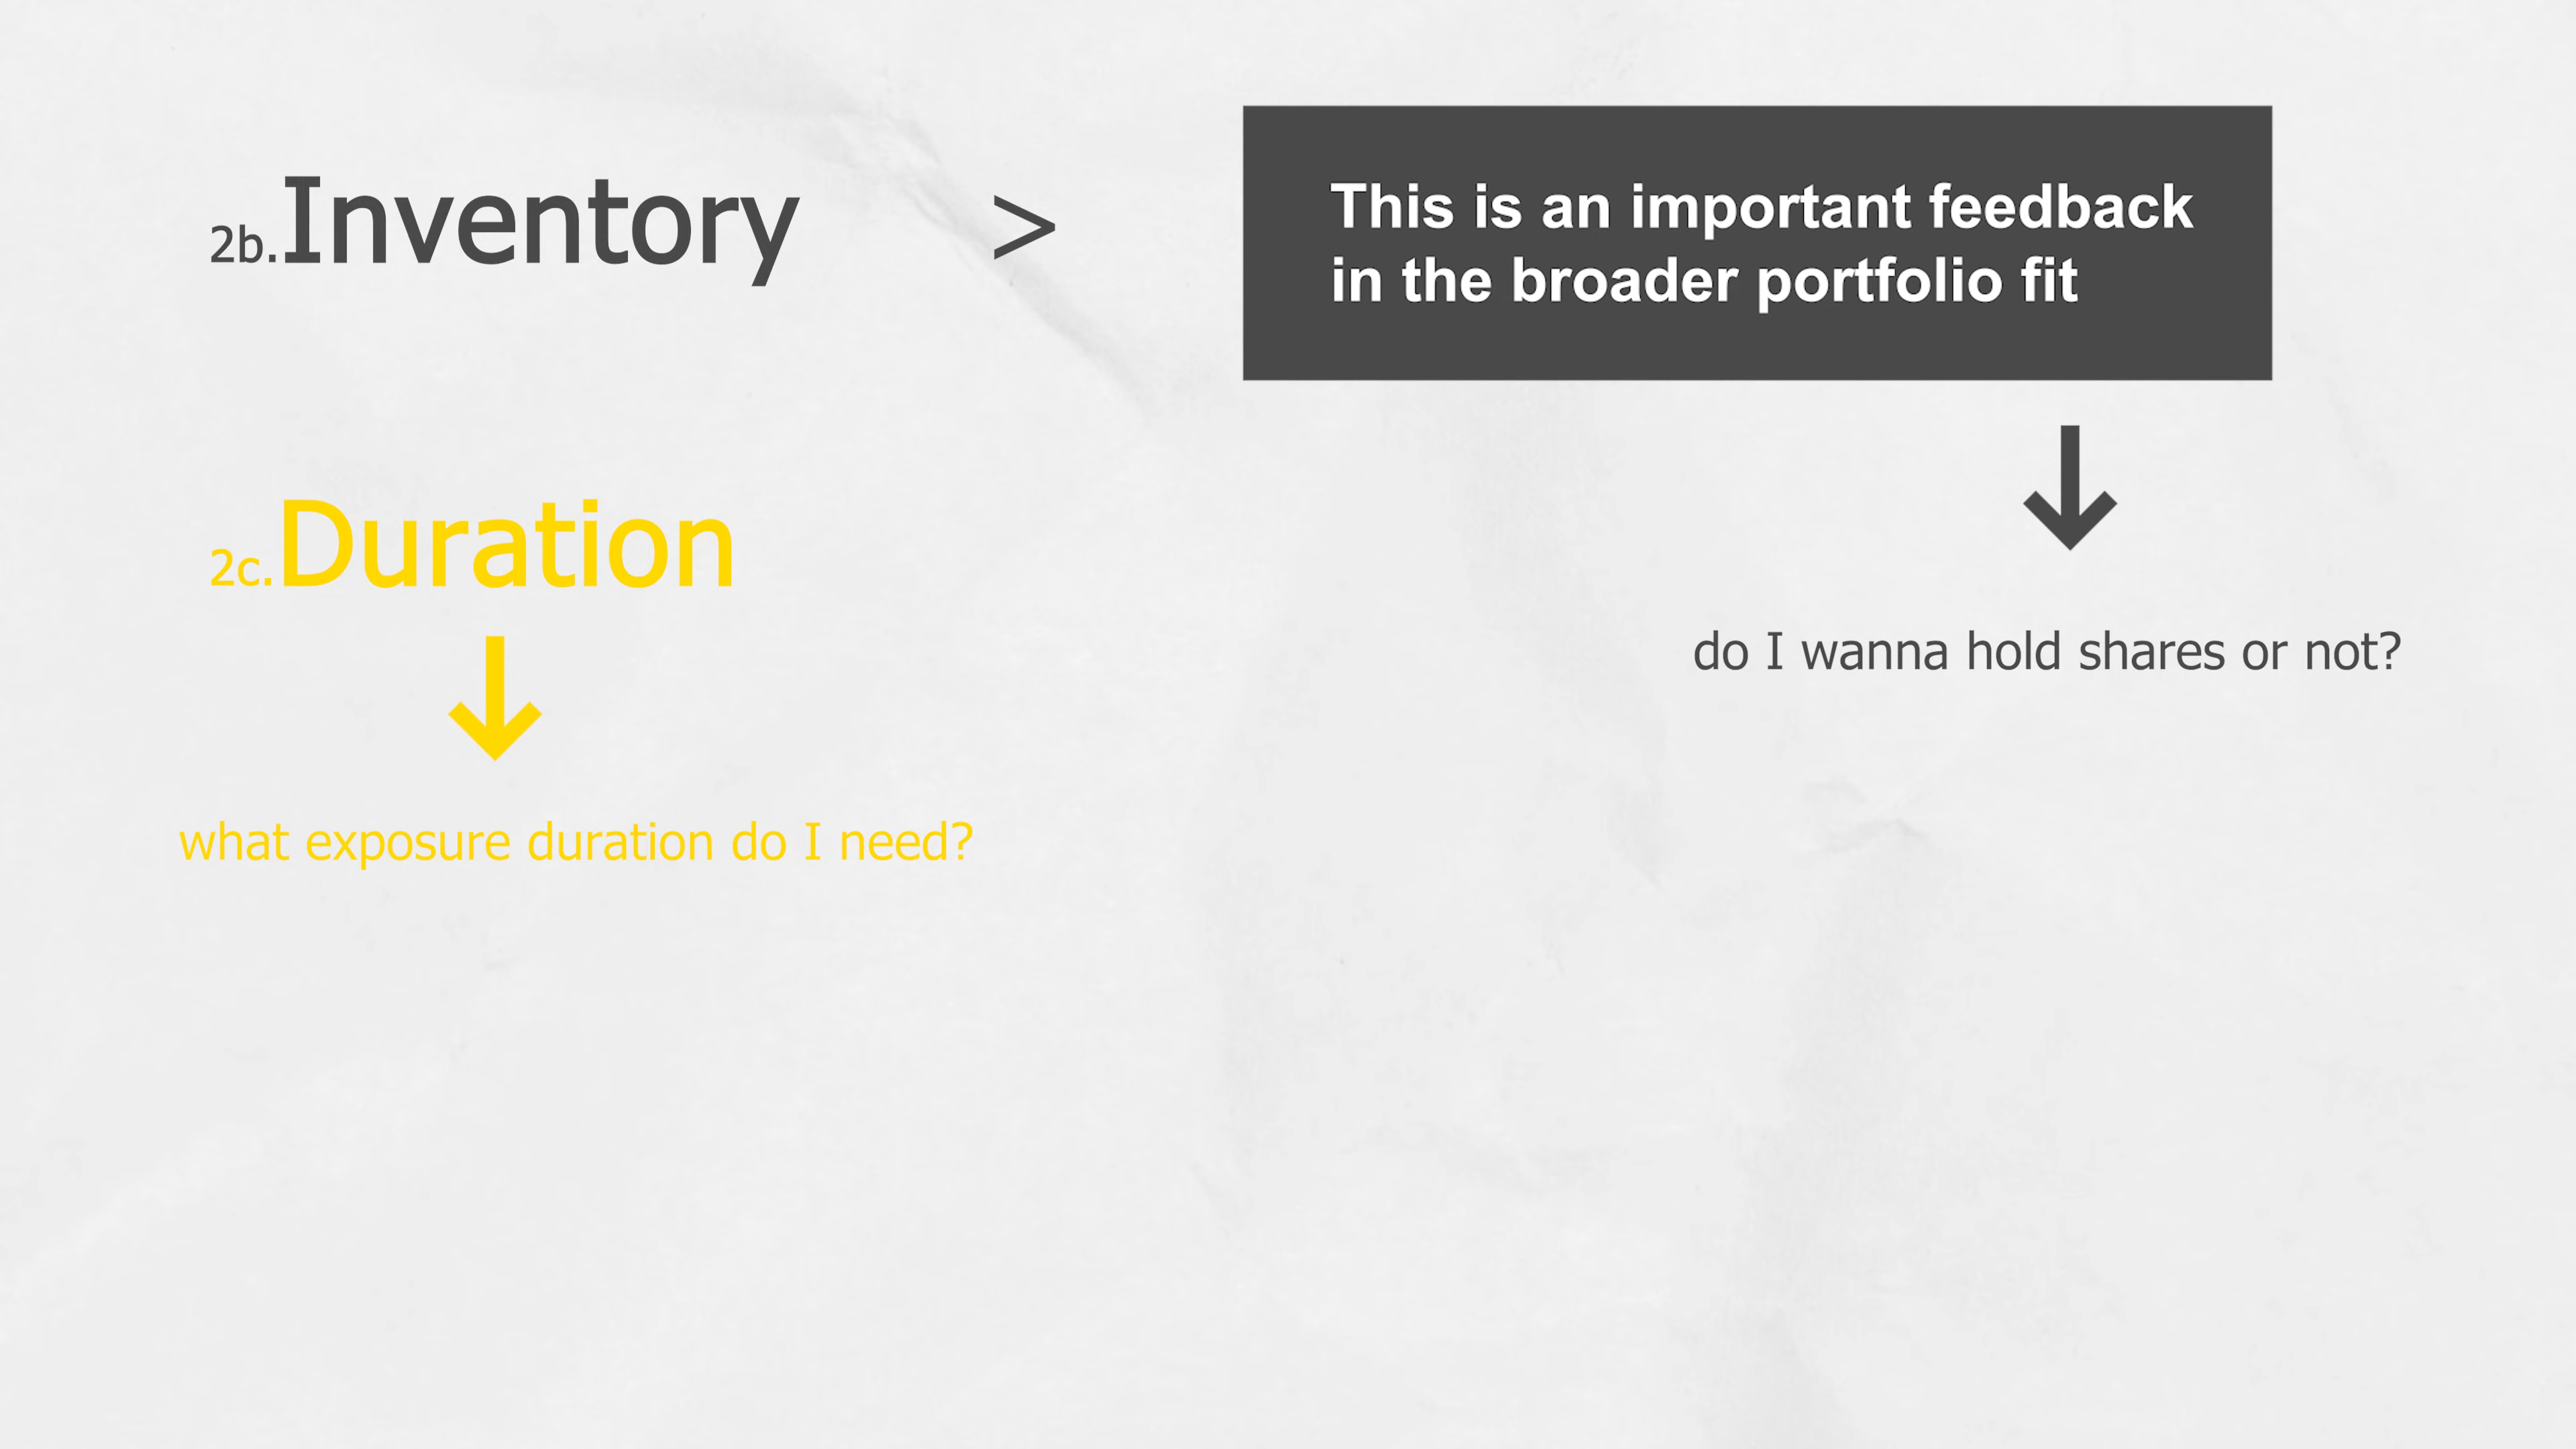 2b.Inventory >
This is an important feedback
in the broader portfolio fit
do I wanna hold shares or not?
2c.Duration
what exposure duration do I need?